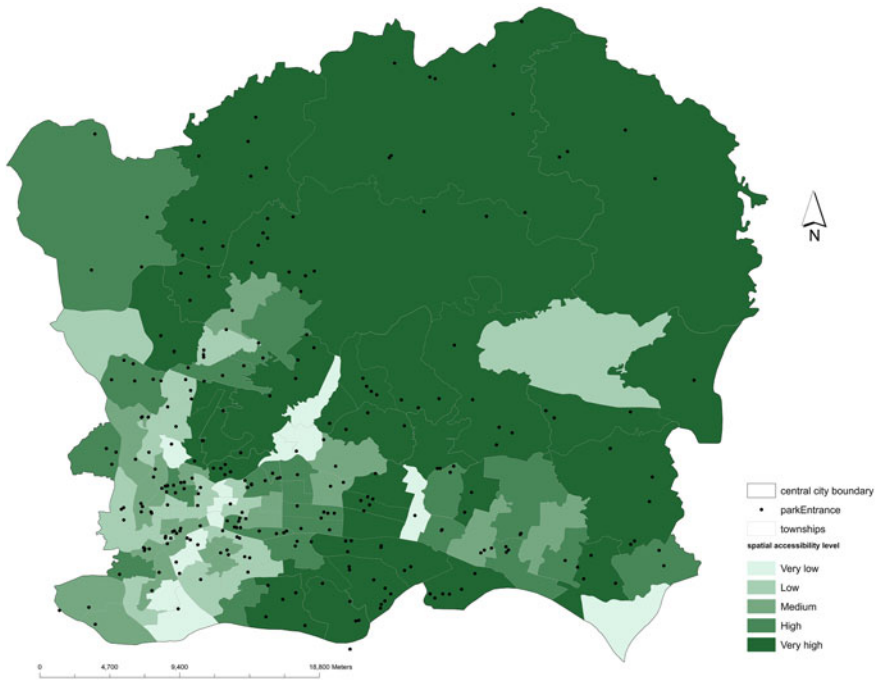 N
central city boundary
parkEntrance
townships
spatial accessibility level
Very low
Low
Medium
High
Very high
0 4,700 9,400 18,800 Meters